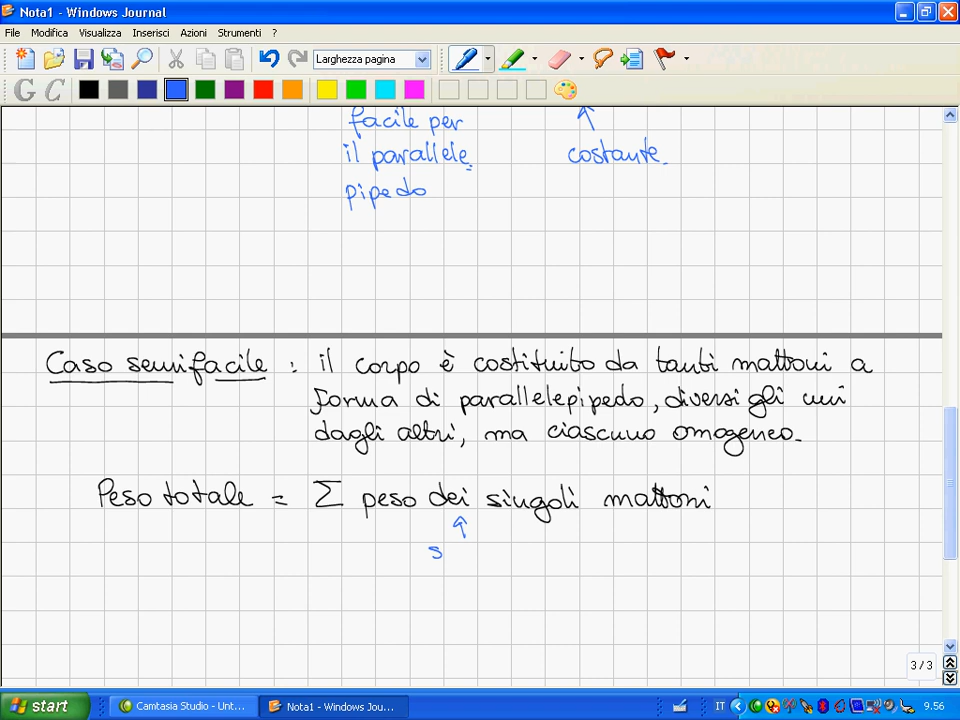 Nota1 - Windows Journal
File Modifica Visualizza Inserisci Azioni Strumenti ?
Larghezza pagina
G C
facile per
il parallele
pipedo
↑
costante.
Caso semifacile : il corpo è costituito da tanti mattoni a
forma di parallelepipedo, diversi gli uni
dagli altri, ma ciascuno omogeneo.
Peso totale = Σ peso dei singoli mattoni
↑
s
3 / 3
start Camtasia Studio - Unt... Nota1 - Windows Jou... IT 9.56